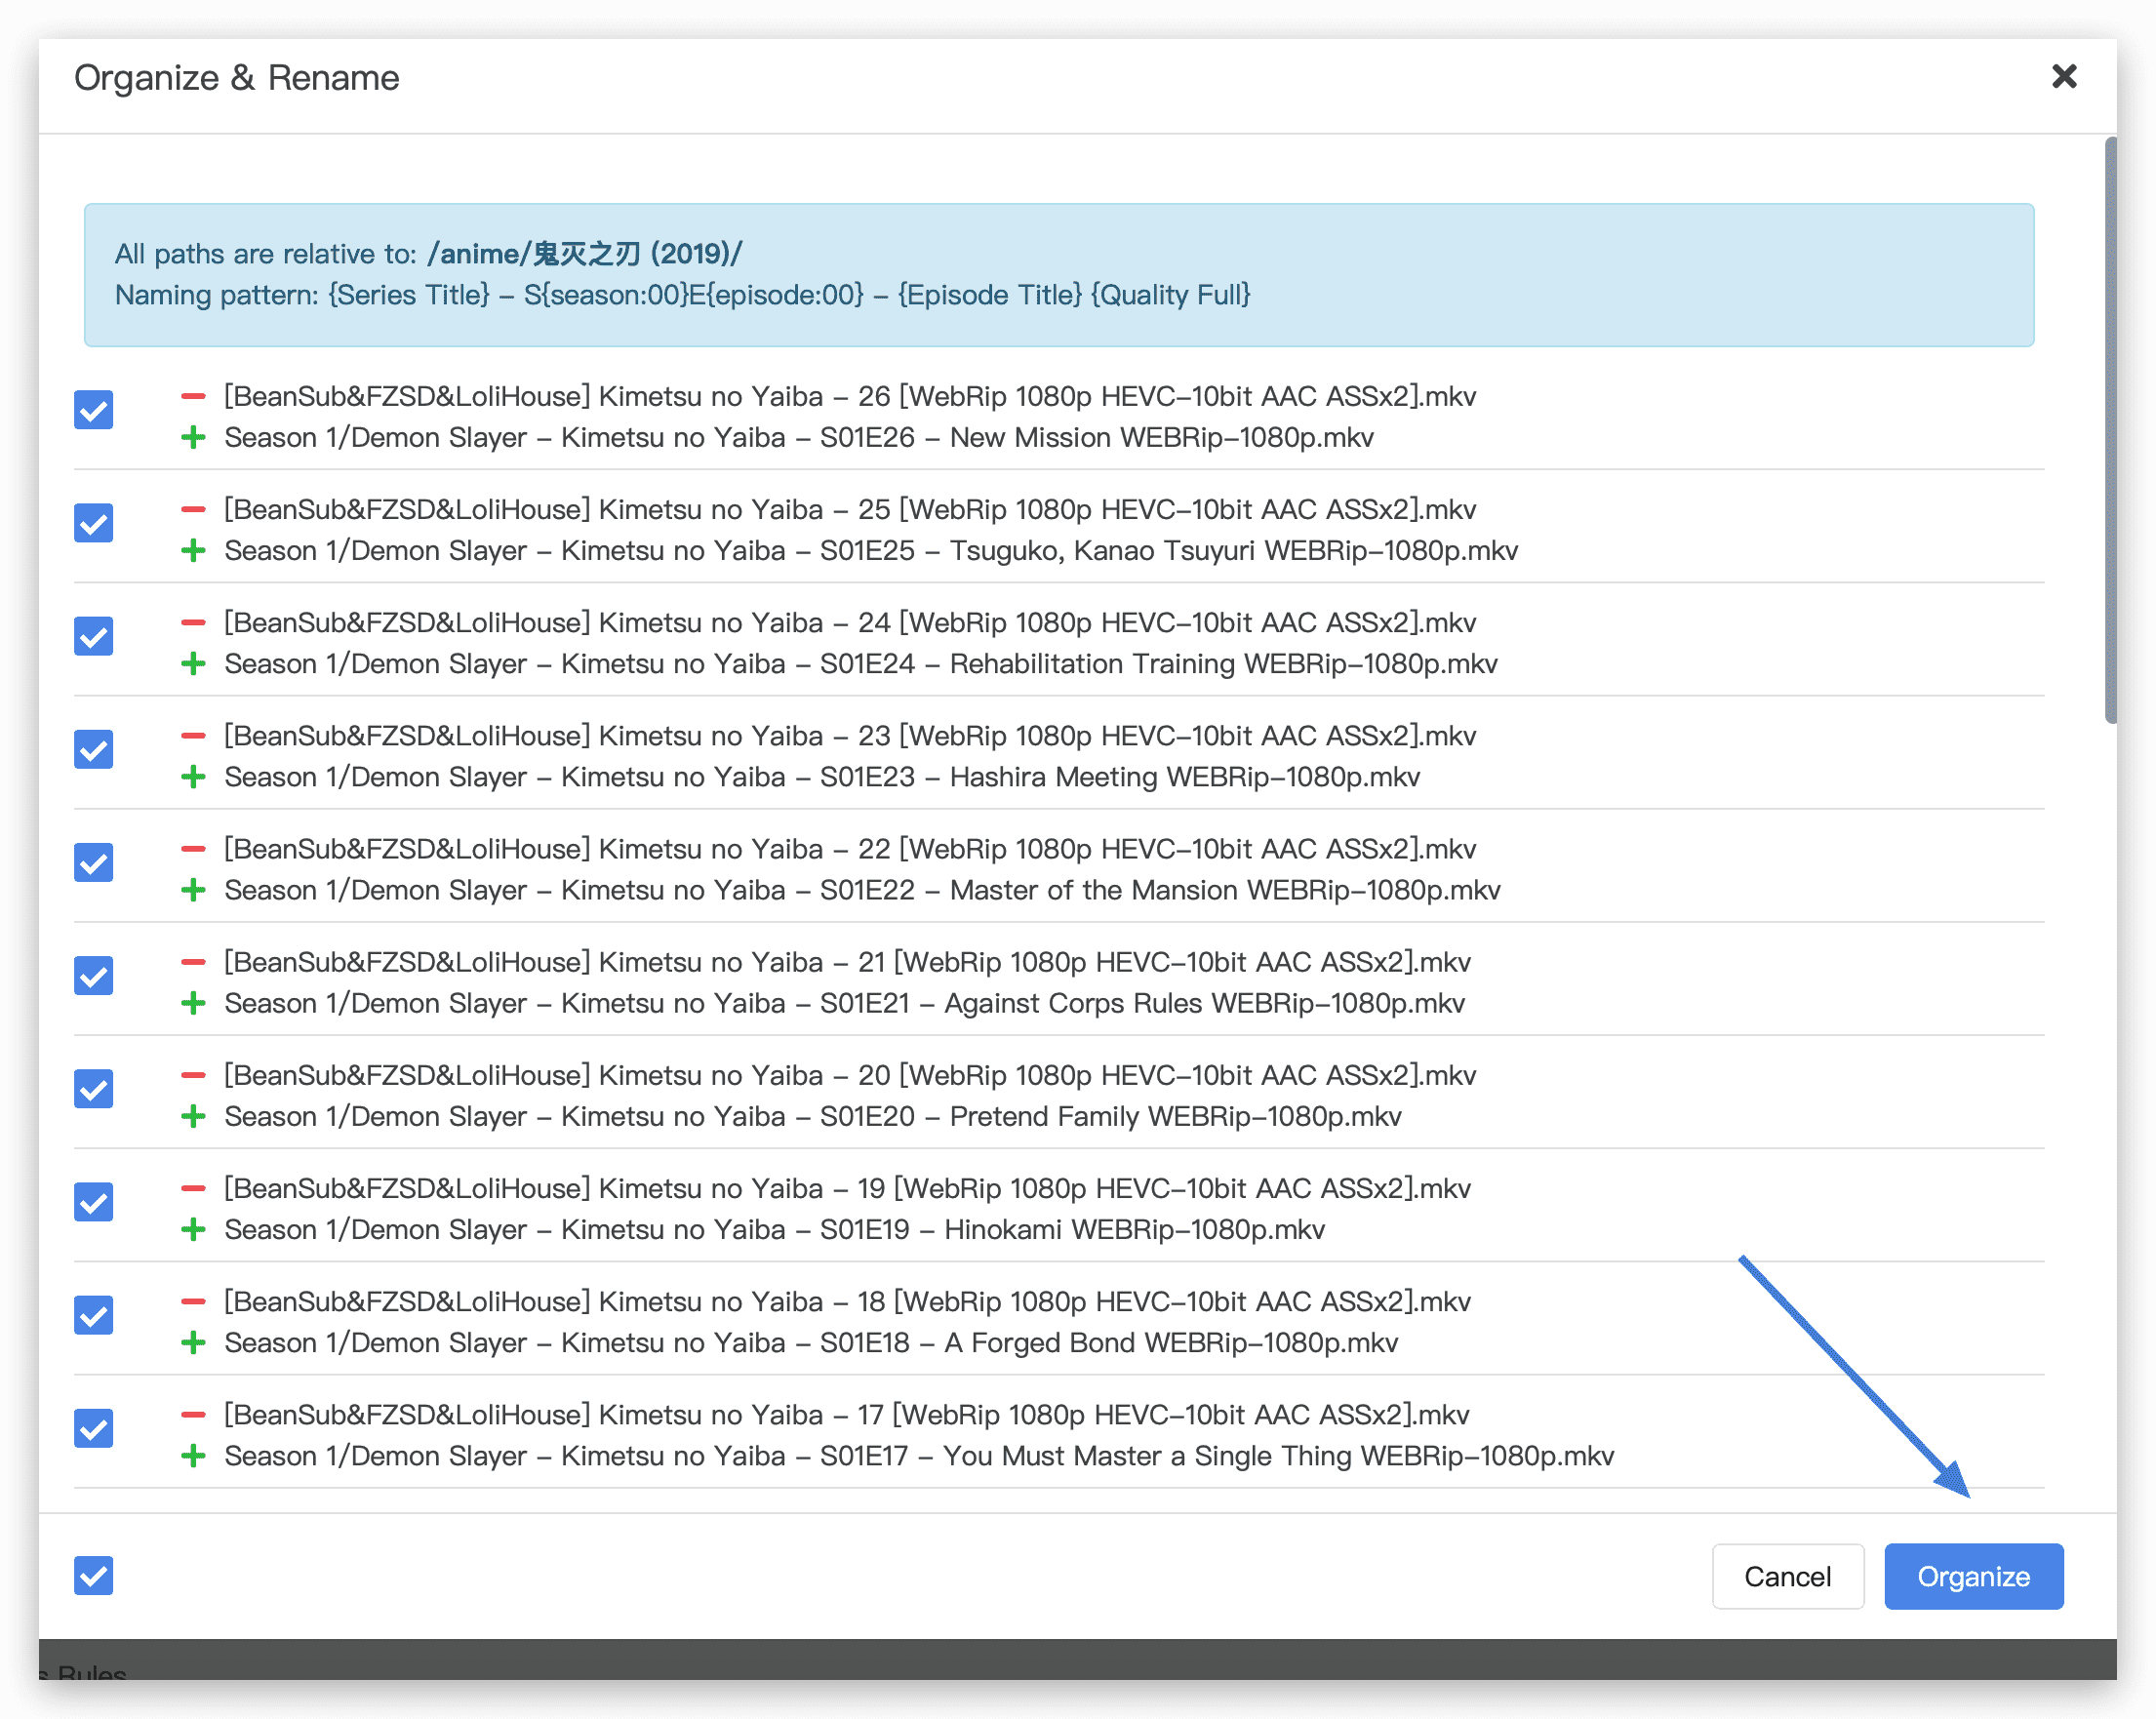 Organize & Rename
All paths are relative to: /anime/鬼灭之刃 (2019)/
Naming pattern: {Series Title} - S{season:00}E{episode:00} - {Episode Title} {Quality Full}
[BeanSub&FZSD&LoliHouse] Kimetsu no Yaiba - 26 [WebRip 1080p HEVC-10bit AAC ASSx2].mkv
Season 1/Demon Slayer - Kimetsu no Yaiba - S01E26 - New Mission WEBRip-1080p.mkv
[BeanSub&FZSD&LoliHouse] Kimetsu no Yaiba - 25 [WebRip 1080p HEVC-10bit AAC ASSx2].mkv
Season 1/Demon Slayer - Kimetsu no Yaiba - S01E25 - Tsuguko, Kanao Tsuyuri WEBRip-1080p.mkv
[BeanSub&FZSD&LoliHouse] Kimetsu no Yaiba - 24 [WebRip 1080p HEVC-10bit AAC ASSx2].mkv
Season 1/Demon Slayer - Kimetsu no Yaiba - S01E24 - Rehabilitation Training WEBRip-1080p.mkv
[BeanSub&FZSD&LoliHouse] Kimetsu no Yaiba - 23 [WebRip 1080p HEVC-10bit AAC ASSx2].mkv
Season 1/Demon Slayer - Kimetsu no Yaiba - S01E23 - Hashira Meeting WEBRip-1080p.mkv
[BeanSub&FZSD&LoliHouse] Kimetsu no Yaiba - 22 [WebRip 1080p HEVC-10bit AAC ASSx2].mkv
Season 1/Demon Slayer - Kimetsu no Yaiba - S01E22 - Master of the Mansion WEBRip-1080p.mkv
[BeanSub&FZSD&LoliHouse] Kimetsu no Yaiba - 21 [WebRip 1080p HEVC-10bit AAC ASSx2].mkv
Season 1/Demon Slayer - Kimetsu no Yaiba - S01E21 - Against Corps Rules WEBRip-1080p.mkv
[BeanSub&FZSD&LoliHouse] Kimetsu no Yaiba - 20 [WebRip 1080p HEVC-10bit AAC ASSx2].mkv
Season 1/Demon Slayer - Kimetsu no Yaiba - S01E20 - Pretend Family WEBRip-1080p.mkv
[BeanSub&FZSD&LoliHouse] Kimetsu no Yaiba - 19 [WebRip 1080p HEVC-10bit AAC ASSx2].mkv
Season 1/Demon Slayer - Kimetsu no Yaiba - S01E19 - Hinokami WEBRip-1080p.mkv
[BeanSub&FZSD&LoliHouse] Kimetsu no Yaiba - 18 [WebRip 1080p HEVC-10bit AAC ASSx2].mkv
Season 1/Demon Slayer - Kimetsu no Yaiba - S01E18 - A Forged Bond WEBRip-1080p.mkv
[BeanSub&FZSD&LoliHouse] Kimetsu no Yaiba - 17 [WebRip 1080p HEVC-10bit AAC ASSx2].mkv
Season 1/Demon Slayer - Kimetsu no Yaiba - S01E17 - You Must Master a Single Thing WEBRip-1080p.mkv
Cancel
Organize
Rules